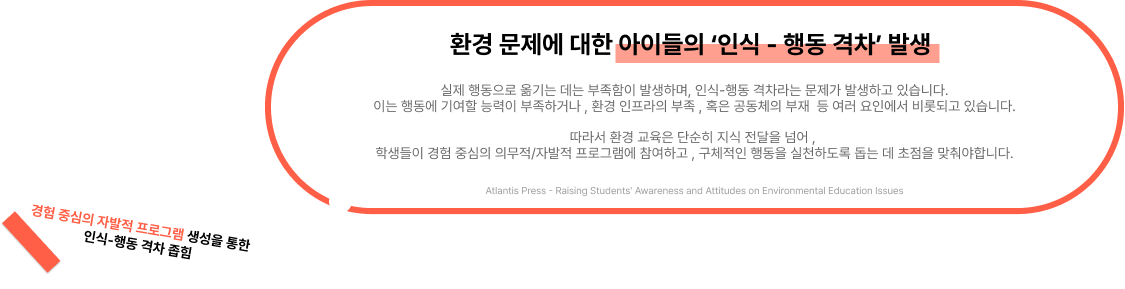 환경 문제에 대한 아이들의 ‘인식 - 행동 격차’ 발생
실제 행동으로 옮기는 데는 부족함이 발생하며, 인식-행동 격차라는 문제가 발생하고 있습니다.
이는 행동에 기여할 능력이 부족하거나 , 환경 인프라의 부족 , 혹은 공동체의 부재  등 여러 요인에서 비롯되고 있습니다.
따라서 환경 교육은 단순히 지식 전달을 넘어 ,
학생들이 경험 중심의 의무적/자발적 프로그램에 참여하고 , 구체적인 행동을 실천하도록 돕는 데 초점을 맞춰야합니다.
Atlantis Press - Raising Students' Awareness and Attitudes on Environmental Education Issues
경험 중심의 자발적 프로그램 생성을 통한
인식-행동 격차 좁힘